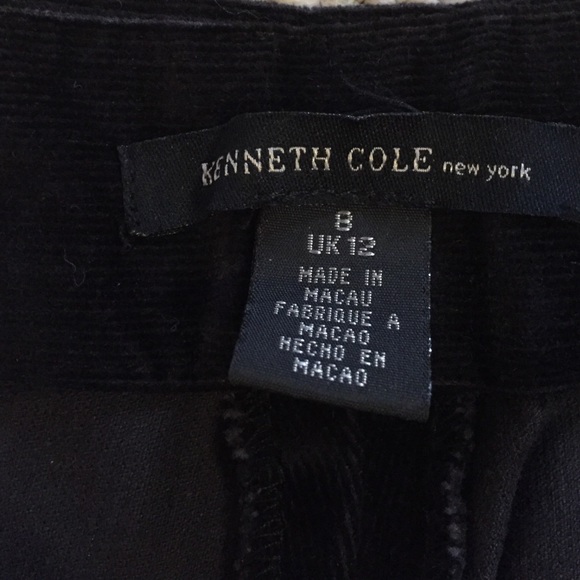 KENNETH COLE new york
8
UK 12
MADE IN
MACAU
FABRIQUE A
MACAO
HECHO EN
MACAO